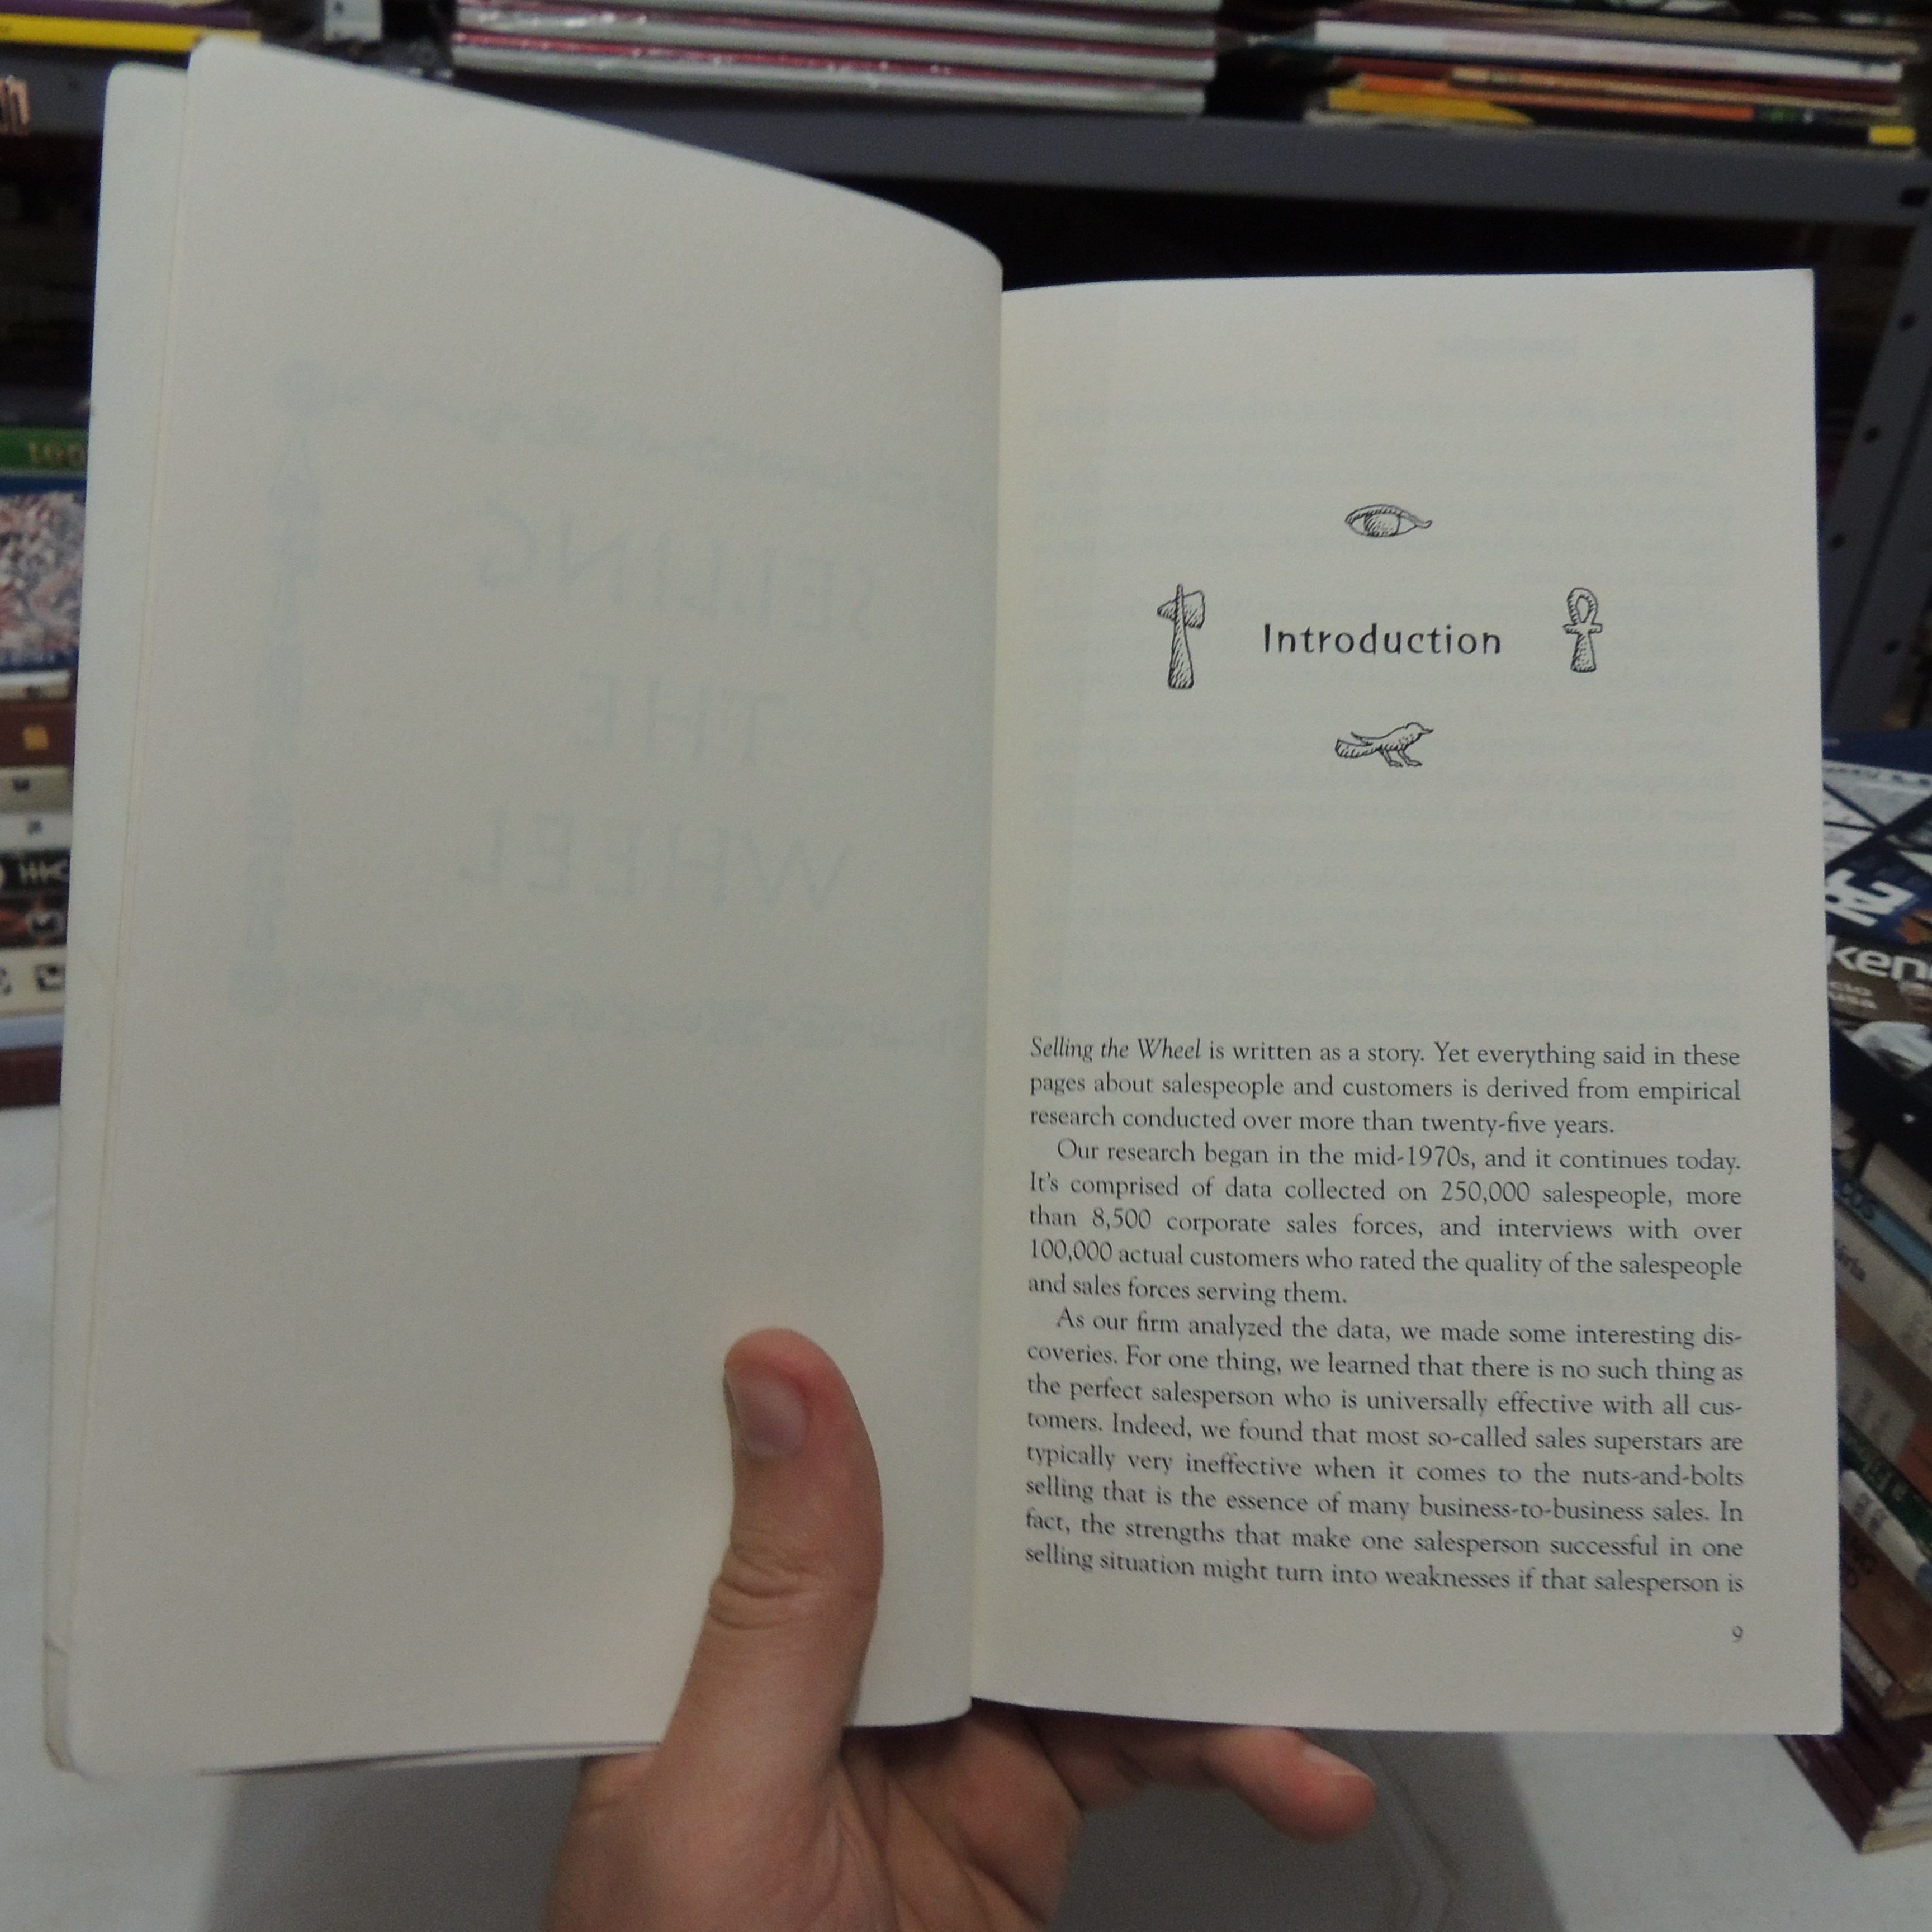 SELLING
THE
WHEEL
Introduction
Selling the Wheel is written as a story. Yet everything said in these
pages about salespeople and customers is derived from empirical
research conducted over more than twenty-five years.
Our research began in the mid-1970s, and it continues today.
It's comprised of data collected on 250,000 salespeople, more
than 8,500 corporate sales forces, and interviews with over
100,000 actual customers who rated the quality of the salespeople
and sales forces serving them.
As our firm analyzed the data, we made some interesting dis-
coveries. For one thing, we learned that there is no such thing as
the perfect salesperson who is universally effective with all cus-
tomers. Indeed, we found that most so-called sales superstars are
typically very ineffective when it comes to the nuts-and-bolts
selling that is the essence of many business-to-business sales. In
fact, the strengths that make one salesperson successful in one
selling situation might turn into weaknesses if that salesperson is
9